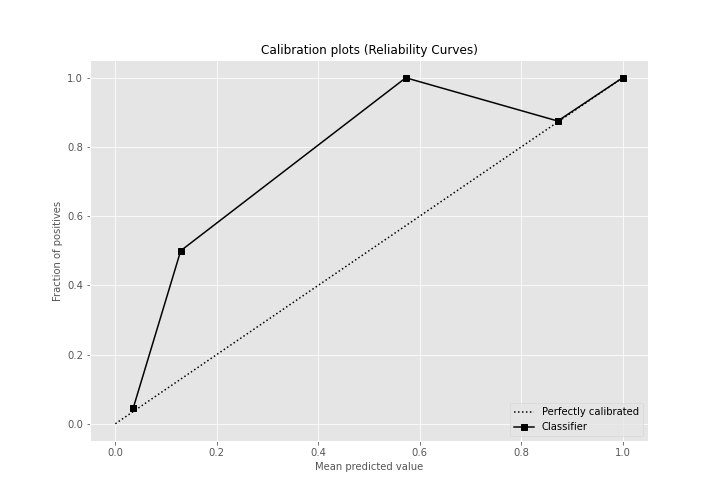 Calibration plots (Reliability Curves)
Fraction of positives
1.0
0.8
0.6
0.4
0.2
0.0
0.0 0.2 0.4 0.6 0.8 1.0
Mean predicted value
Perfectly calibrated
Classifier